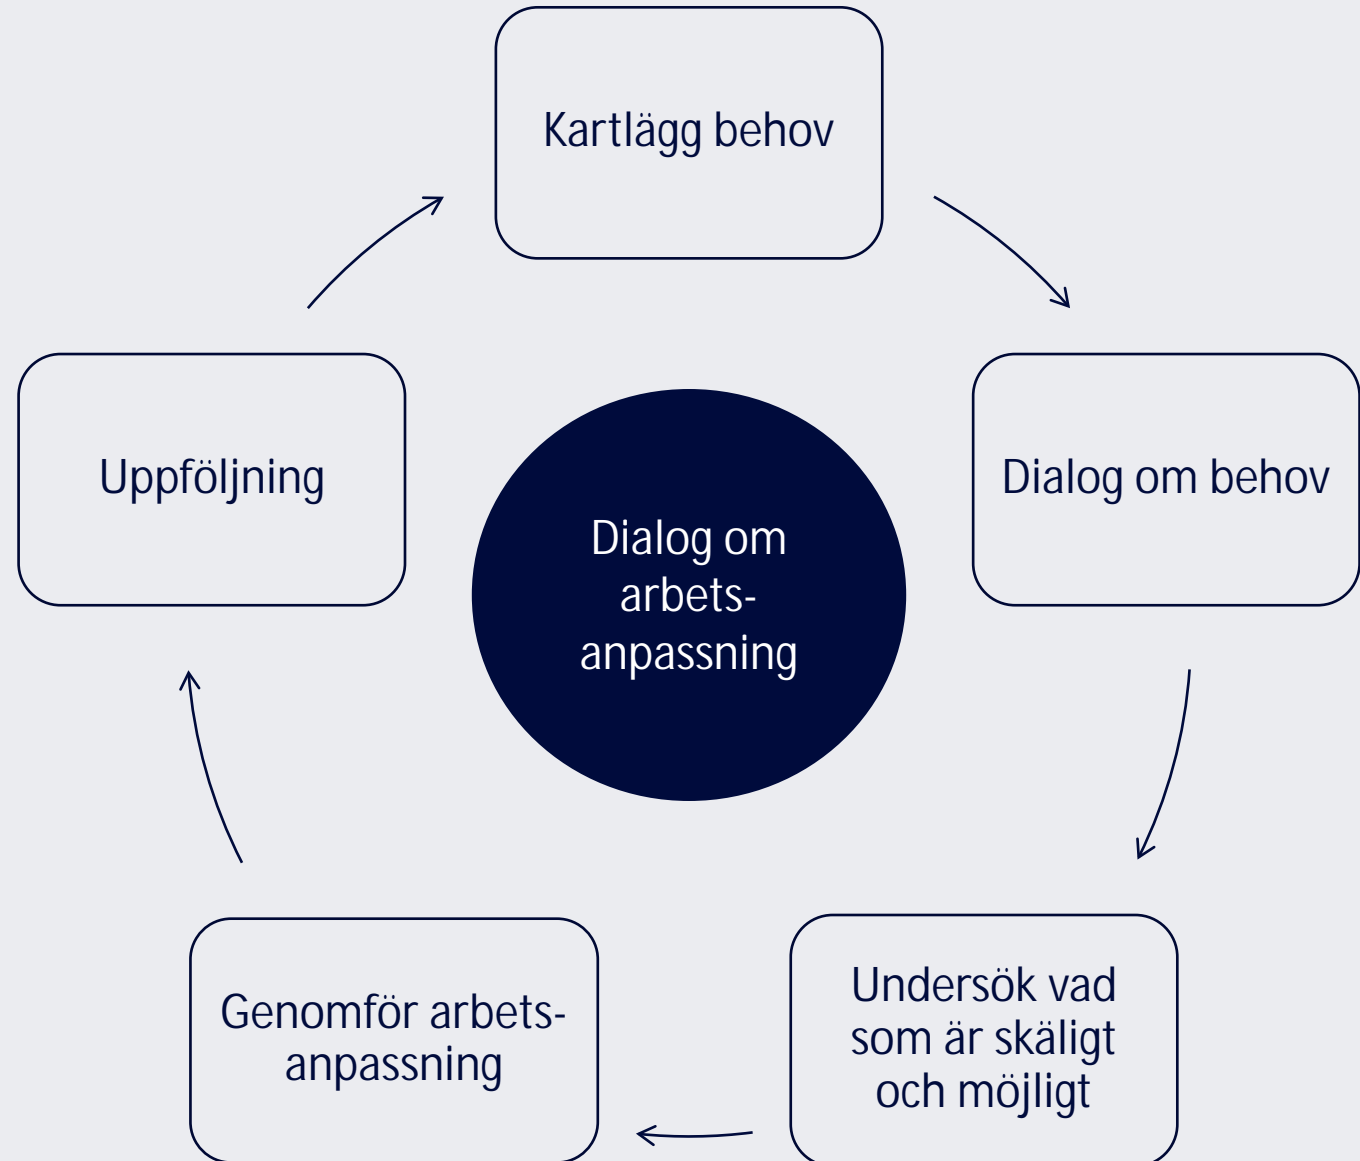 Kartlägg behov
Dialog om behov
Undersök vad
som är skäligt
och möjligt
Genomför arbets-
anpassning
Uppföljning
Dialog om
arbets-
anpassning